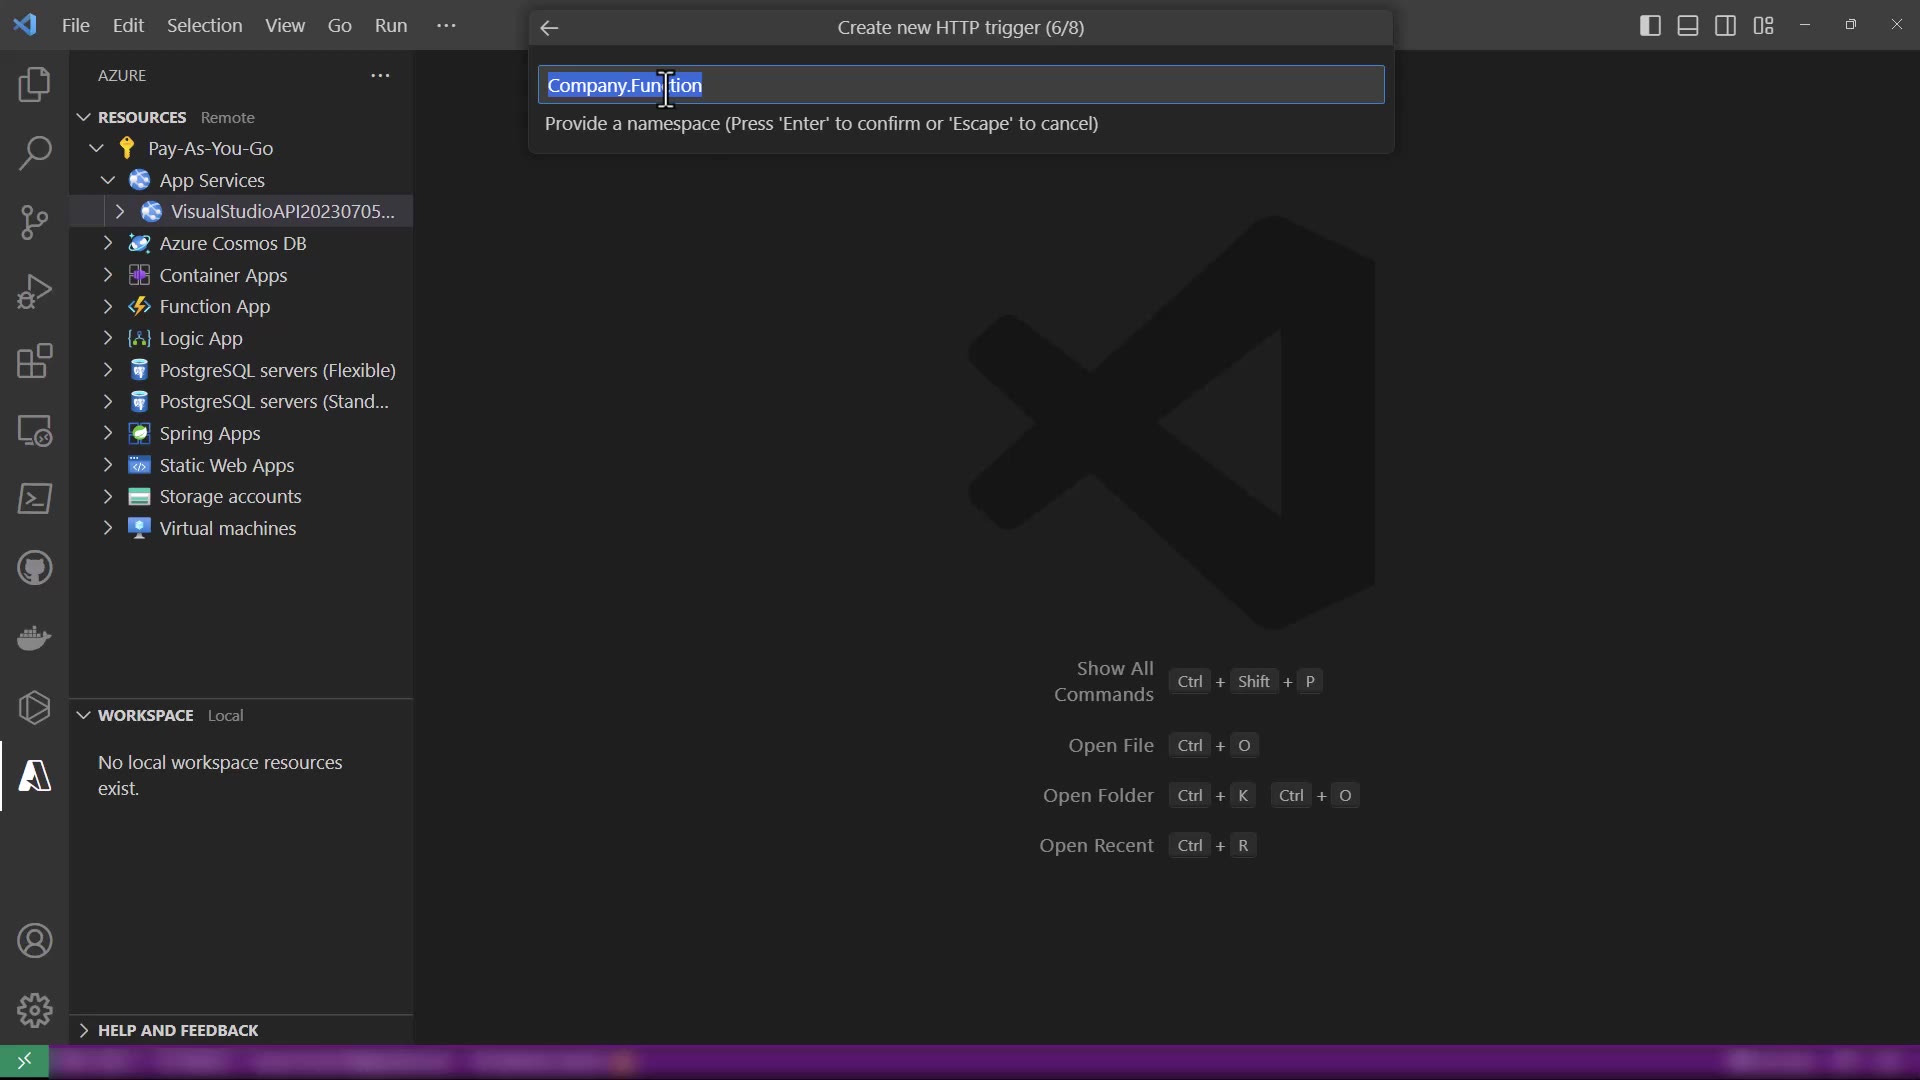 File Edit Selection View Go Run ···
Create new HTTP trigger (6/8)
Company.Function
Provide a namespace (Press 'Enter' to confirm or 'Escape' to cancel)
AZURE ···
RESOURCES Remote
Pay-As-You-Go
App Services
VisualStudioAPI20230705...
Azure Cosmos DB
Container Apps
Function App
Logic App
PostgreSQL servers (Flexible)
PostgreSQL servers (Stand...
Spring Apps
Static Web Apps
Storage accounts
Virtual machines
WORKSPACE Local
No local workspace resources
exist.
HELP AND FEEDBACK
Show All
Commands Ctrl + Shift + P
Open File Ctrl + O
Open Folder Ctrl + K Ctrl + O
Open Recent Ctrl + R